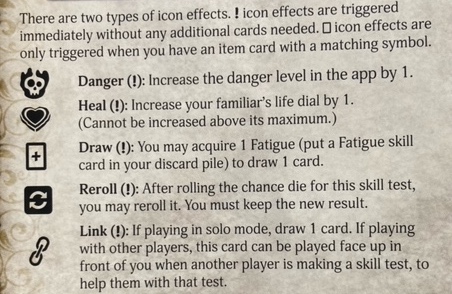 There are two types of icon effects. ! icon effects are triggered
immediately without any additional cards needed. □ icon effects are
only triggered when you have an item card with a matching symbol.
Danger (!): Increase the danger level in the app by 1.
Heal (!): Increase your familiar's life dial by 1.
(Cannot be increased above its maximum.)
Draw (!): You may acquire 1 Fatigue (put a Fatigue skill
card in your discard pile) to draw 1 card.
Reroll (!): After rolling the chance die for this skill test,
you may reroll it. You must keep the new result.
Link (!): If playing in solo mode, draw 1 card. If playing
with other players, this card can be played face up in
front of you when another player is making a skill test, to
help them with that test.